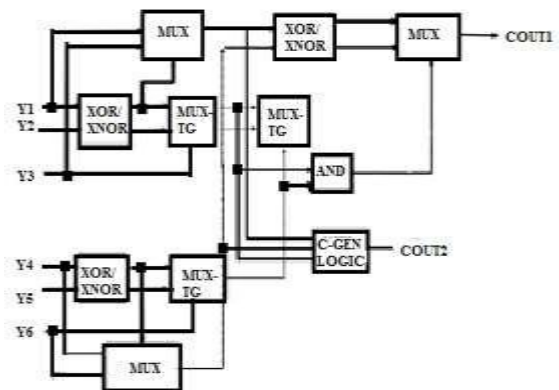 MUX
XOR/
XNOR
MUX
COUT1
Y1
XOR/
XNOR
MUX-
TG
MUX-
TG
Y2
Y3
AND
C-GEN
LOGIC
COUT2
Y4
XOR/
XNOR
MUX-
TG
Y5
Y6
MUX